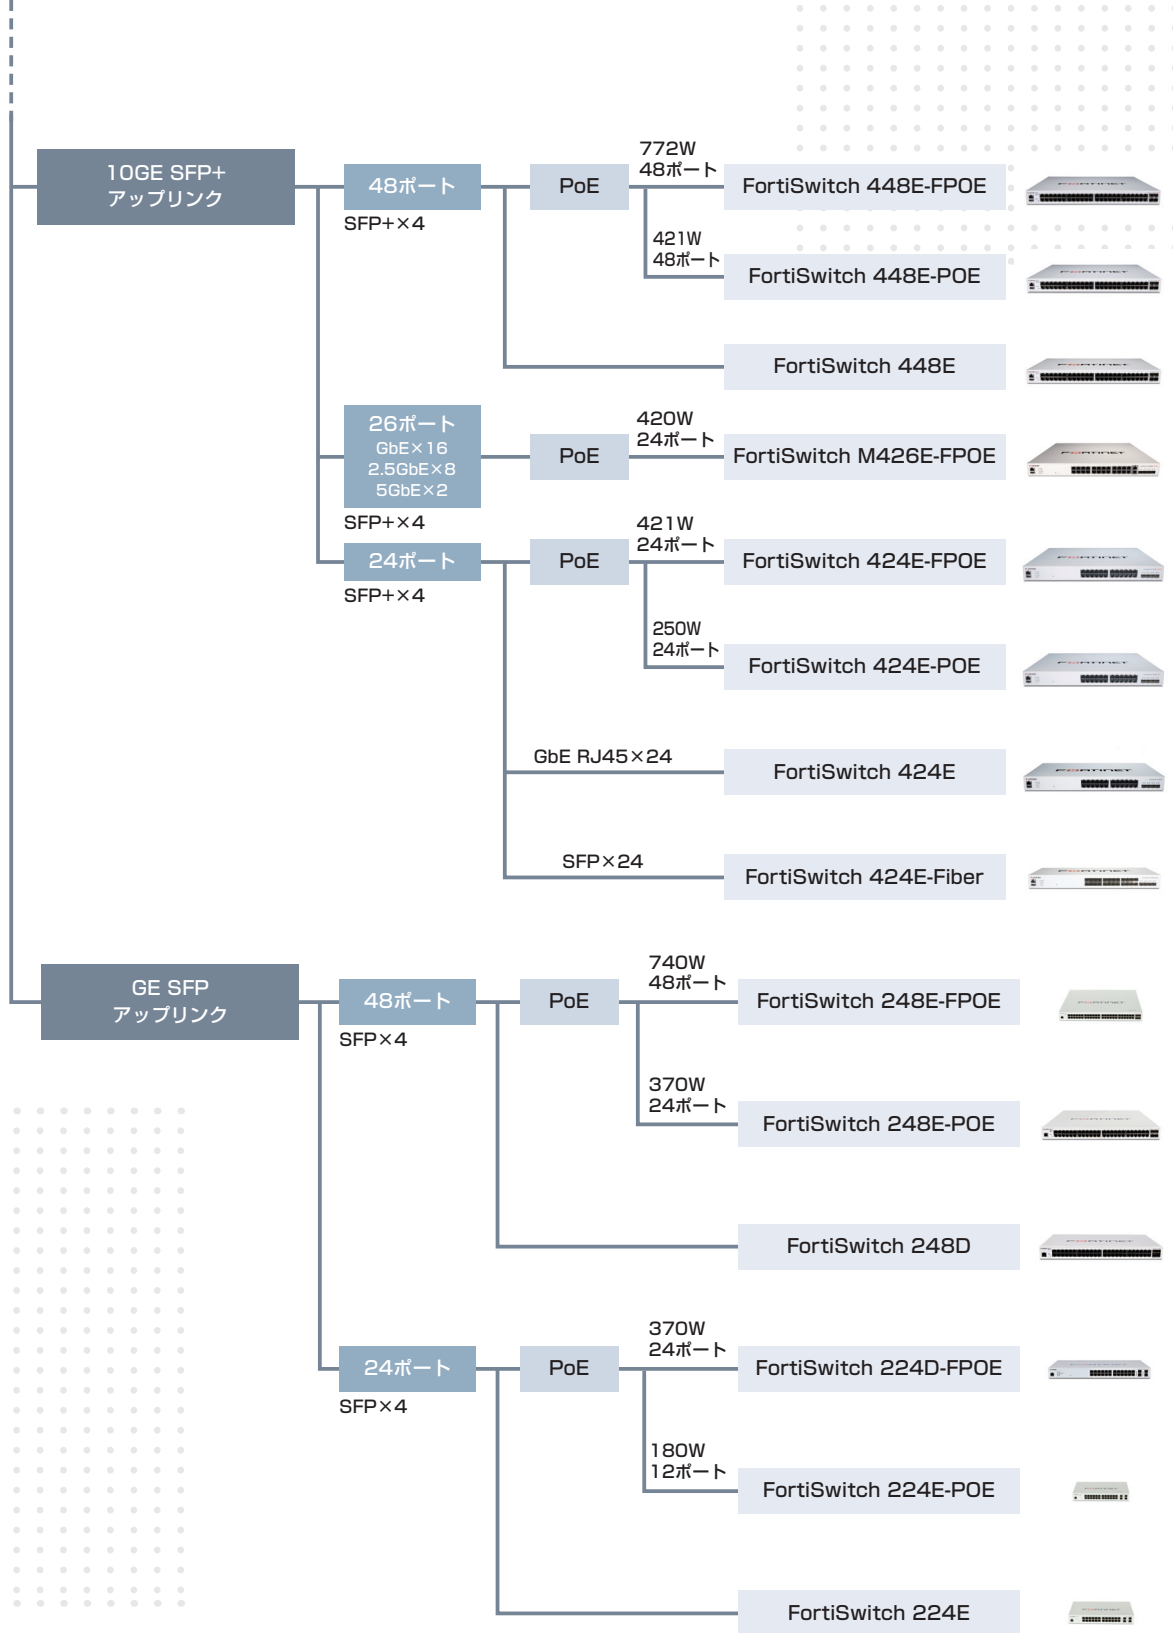 10GE SFP+
アップリンク
48ポート
SFP+×4
PoE
772W
48ポート
FortiSwitch 448E-FPOE
421W
48ポート
FortiSwitch 448E-POE
FortiSwitch 448E
26ポート
GbE×16
2.5GbE×8
5GbE×2
SFP+×4
PoE
420W
24ポート
FortiSwitch M426E-FPOE
24ポート
SFP+×4
PoE
421W
24ポート
FortiSwitch 424E-FPOE
250W
24ポート
FortiSwitch 424E-POE
GbE RJ45×24
FortiSwitch 424E
SFP×24
FortiSwitch 424E-Fiber
GE SFP
アップリンク
48ポート
SFP×4
PoE
740W
48ポート
FortiSwitch 248E-FPOE
370W
24ポート
FortiSwitch 248E-POE
FortiSwitch 248D
24ポート
SFP×4
PoE
370W
24ポート
FortiSwitch 224D-FPOE
180W
12ポート
FortiSwitch 224E-POE
FortiSwitch 224E